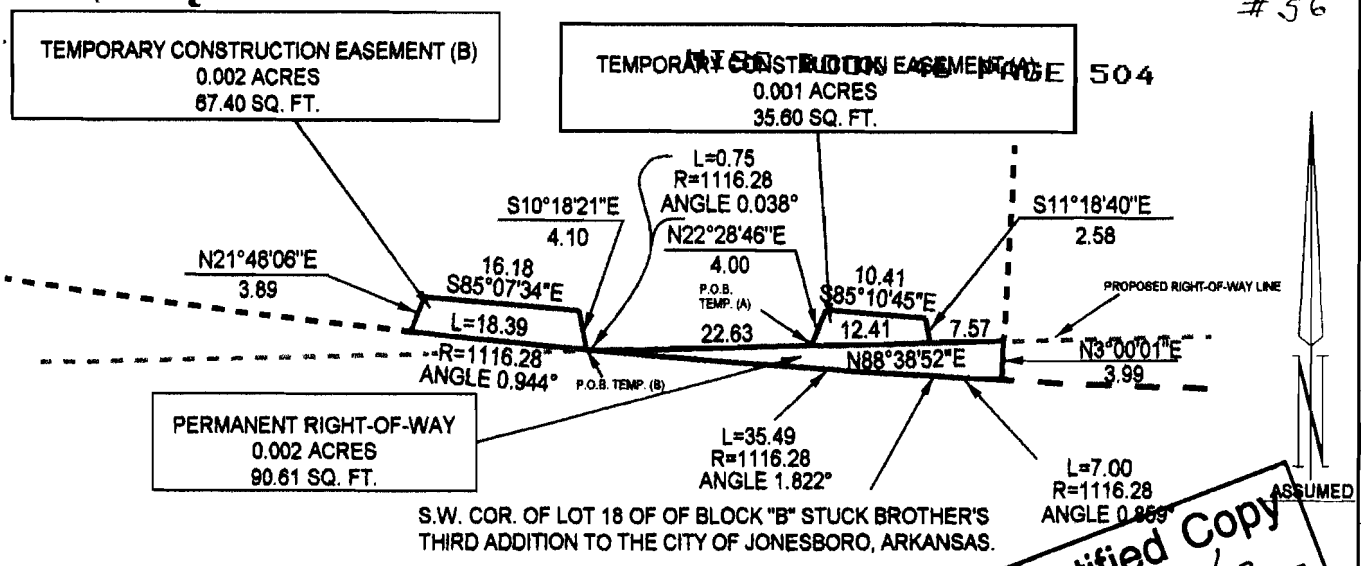 # 56
TEMPORARY CONSTRUCTION EASEMENT (B)
0.002 ACRES
67.40 SQ. FT.
TEMPORARY CONSTRUCTION EASEMENT (A)
PAGE 504
0.001 ACRES
35.60 SQ. FT.
L=0.75
R=1116.28
ANGLE 0.038°
S10°18'21"E
4.10
N22°28'46"E
4.00
S11°18'40"E
2.58
N21°48'06"E
3.89
16.18
S85°07'34"E
P.O.B.
TEMP. (A)
10.41
S85°10'45"E
PROPOSED RIGHT-OF-WAY LINE
L=18.39
R=1116.28
ANGLE 0.944°
P.O.B. TEMP. (B)
22.63
12.41
7.57
N88°38'52"E
N3°00'01"E
3.99
PERMANENT RIGHT-OF-WAY
0.002 ACRES
90.61 SQ. FT.
L=35.49
R=1116.28
ANGLE 1.822°
L=7.00
R=1116.28
ANGLE
ASSUMED
S.W. COR. OF LOT 18 OF OF BLOCK "B" STUCK BROTHER'S
THIRD ADDITION TO THE CITY OF JONESBORO, ARKANSAS.
tified Copy